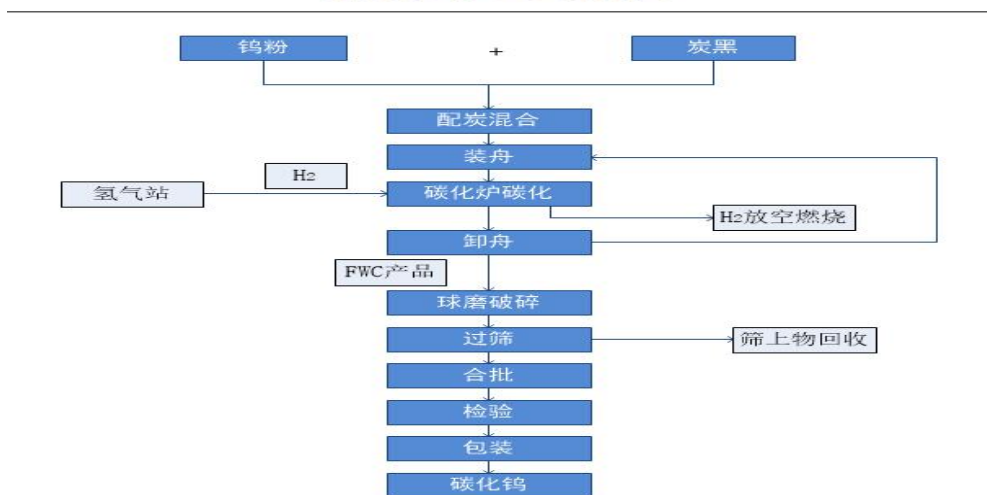 钨粉
+
炭黑
配炭混合
装舟
H2
氢气站
碳化炉碳化
H2放空燃烧
卸舟
FWC产品
球磨破碎
过筛
筛上物回收
合批
检验
包装
碳化钨